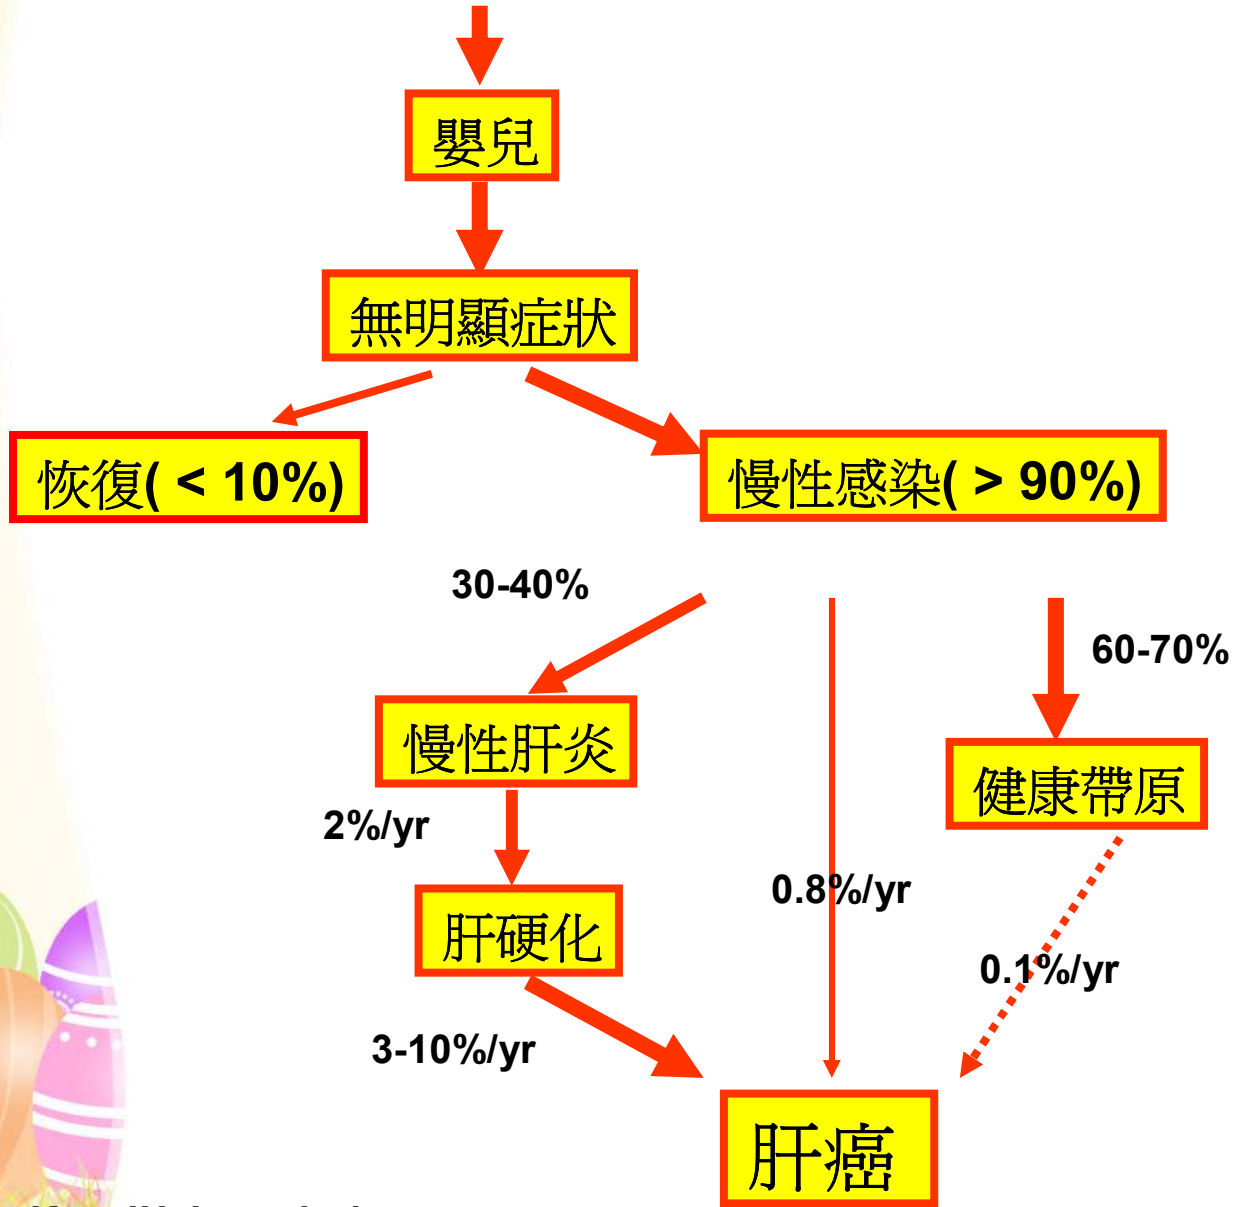 嬰兒
無明顯症狀
恢復( < 10%)
慢性感染( > 90%)
30-40%
60-70%
慢性肝炎
健康帶原
2%/yr
0.8%/yr
肝硬化
0.1%/yr
3-10%/yr
肝癌